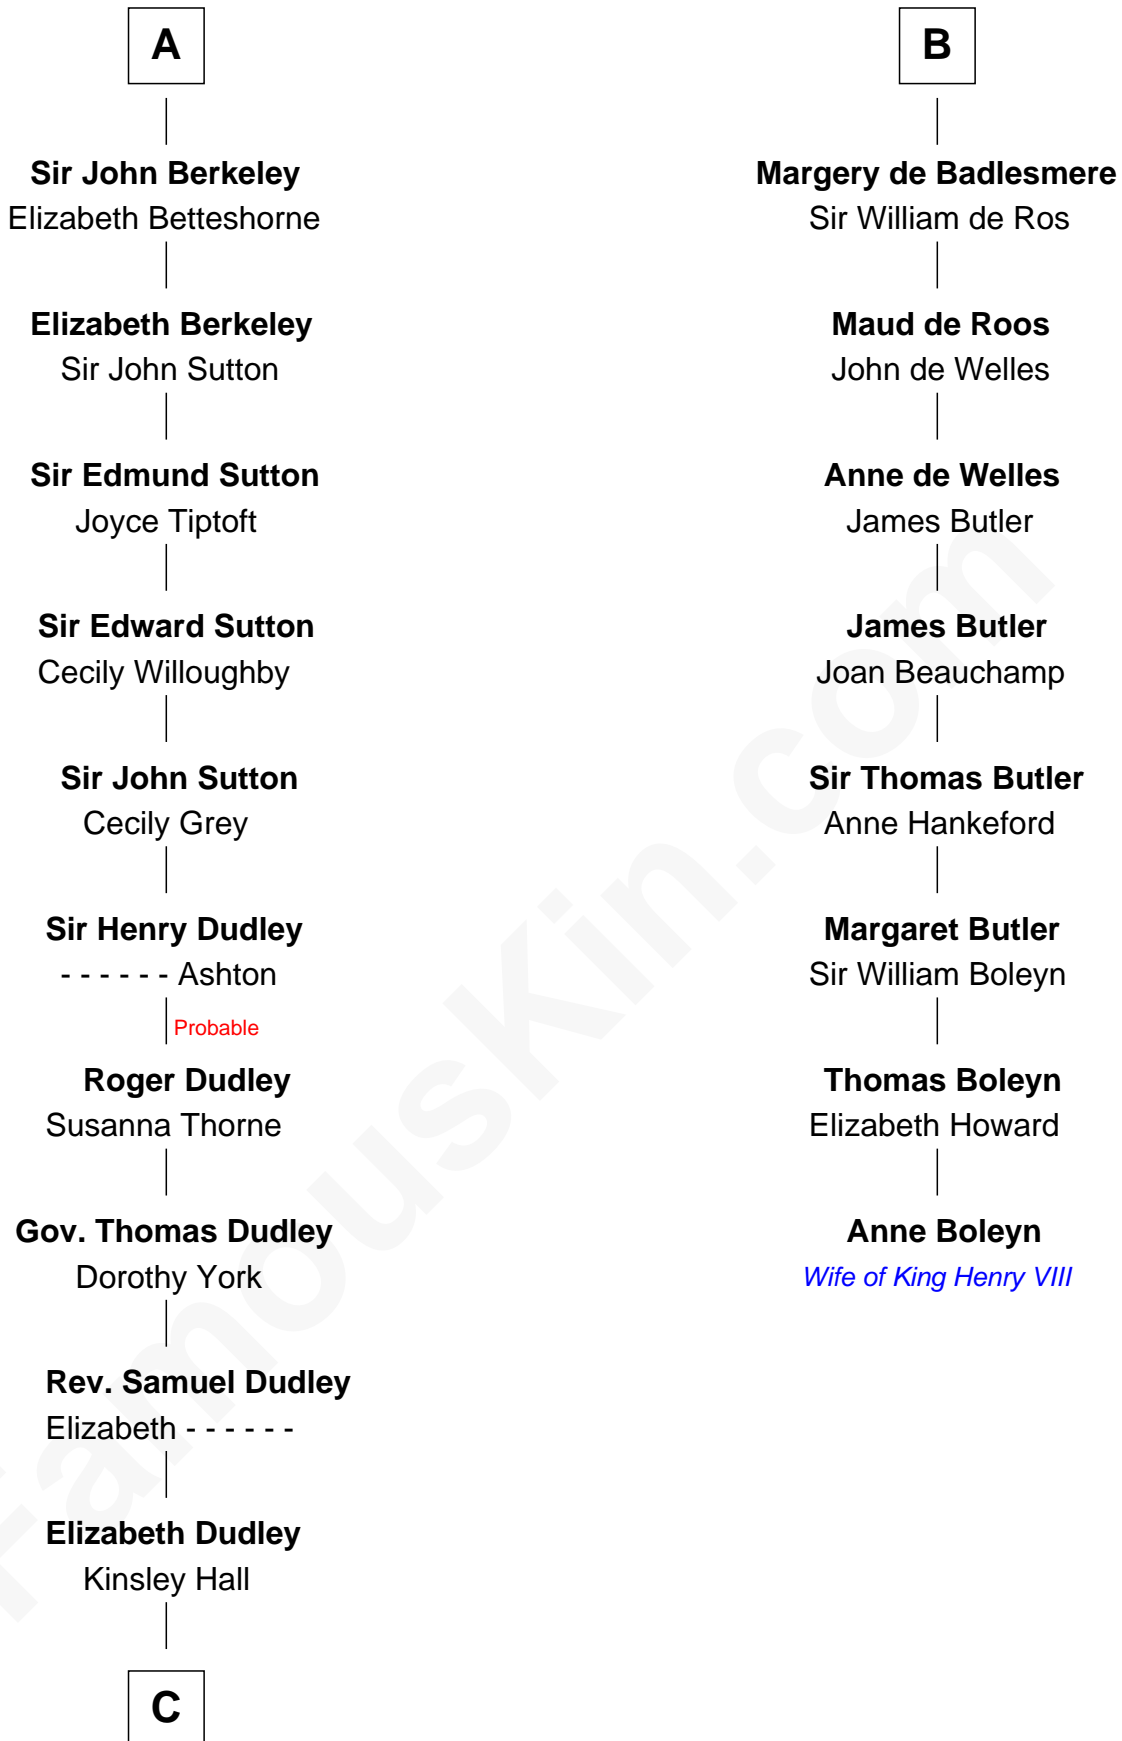 A
Sir John Berkeley
Elizabeth Betteshorne
Elizabeth Berkeley
Sir John Sutton
Sir Edmund Sutton
Joyce Tiptoft
Sir Edward Sutton
Cecily Willoughby
Sir John Sutton
Cecily Grey
Sir Henry Dudley
- - - - - - Ashton
Probable
Roger Dudley
Susanna Thorne
Gov. Thomas Dudley
Dorothy York
Rev. Samuel Dudley
Elizabeth - - - - - -
Elizabeth Dudley
Kinsley Hall
C
B
Margery de Badlesmere
Sir William de Ros
Maud de Roos
John de Welles
Anne de Welles
James Butler
James Butler
Joan Beauchamp
Sir Thomas Butler
Anne Hankeford
Margaret Butler
Sir William Boleyn
Thomas Boleyn
Elizabeth Howard
Anne Boleyn
Wife of King Henry VIII
FamousKin.com